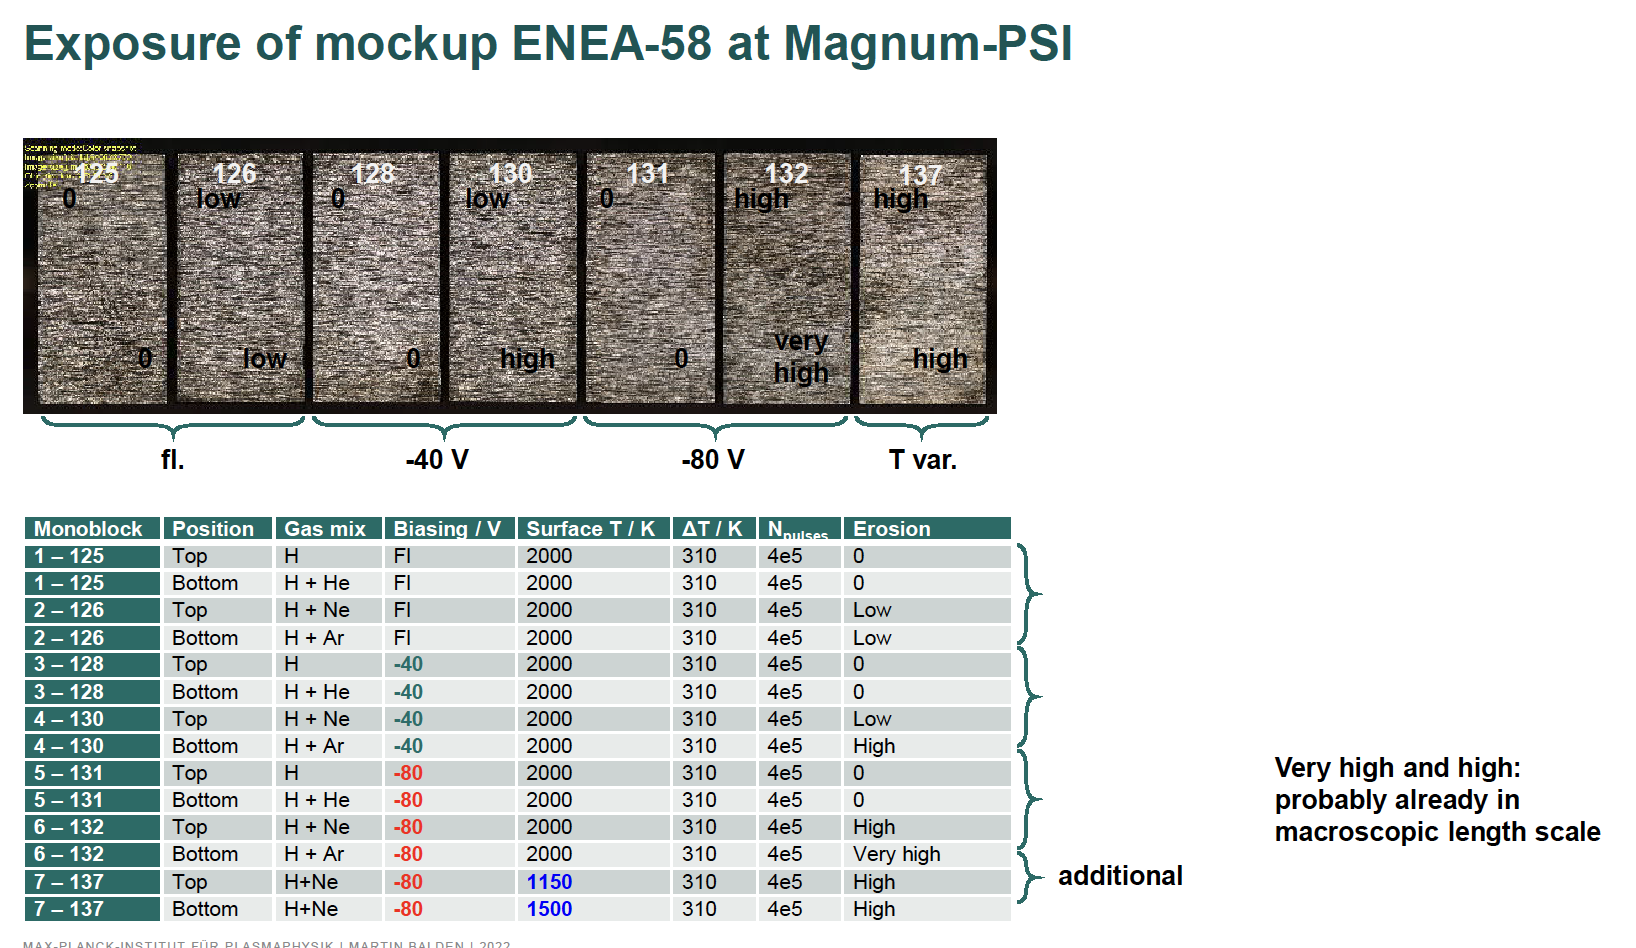 Exposure of mockup ENEA-58 at Magnum-PSI
125 126 128 130 131 132 137
0 low 0 low 0 high high
very
0 low 0 high 0 high high
fl. -40 V -80 V T var.
Monoblock Position Gas mix Biasing / V Surface T / K ΔT / K Npulses Erosion
1 – 125 Top H Fl 2000 310 4e5 0
1 – 125 Bottom H + He Fl 2000 310 4e5 0
2 – 126 Top H + Ne Fl 2000 310 4e5 Low
2 – 126 Bottom H + Ar Fl 2000 310 4e5 Low
3 – 128 Top H -40 2000 310 4e5 0
3 – 128 Bottom H + He -40 2000 310 4e5 0
4 – 130 Top H + Ne -40 2000 310 4e5 Low
4 – 130 Bottom H + Ar -40 2000 310 4e5 High
5 – 131 Top H -80 2000 310 4e5 0
5 – 131 Bottom H + He -80 2000 310 4e5 0
6 – 132 Top H + Ne -80 2000 310 4e5 High
6 – 132 Bottom H + Ar -80 2000 310 4e5 Very high
7 – 137 Top H+Ne -80 1150 310 4e5 High
7 – 137 Bottom H+Ne -80 1500 310 4e5 High
additional
Very high and high:
probably already in
macroscopic length scale
MAX-PLANCK-INSTITUT FÜR PLASMAPHYSIK | MARTIN BALDEN | 2022